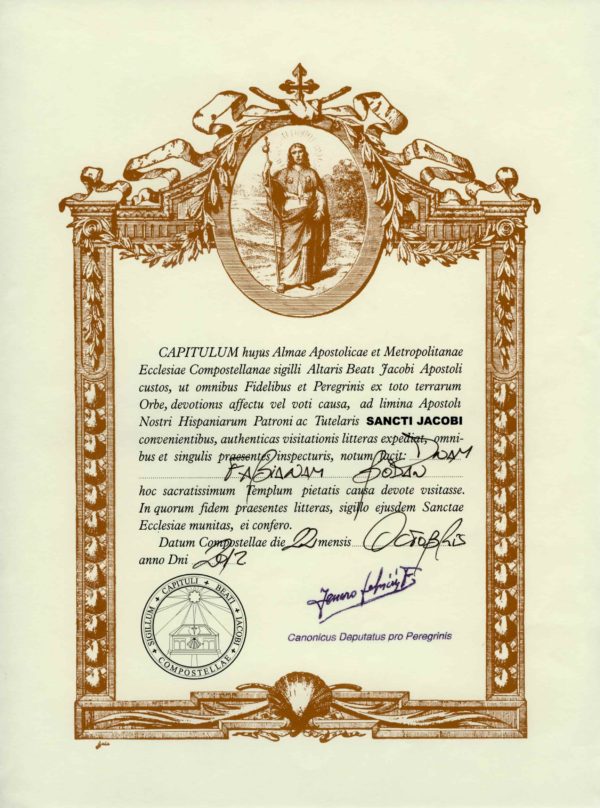 CAPITULUM hujus Almae Apostolicae et Metropolitanae
Ecclesiae Compostellanae sigilli Altaris Beati Jacobi Apostoli
custos, ut omnibus Fidelibus et Peregrinis ex toto terrarum
Orbe, devotionis affectu vel voti causa, ad limina Apostoli
Nostri Hispaniarum Patroni ac Tutelaris SANCTI JACOBI
convenientibus, authenticas visitationis litteras expediat, omni-
bus et singulis praesentes inspecturis, notum facit: Dnam
FABIANAM BODAN
hoc sacratissimum Templum pietatis causa devote visitasse.
In quorum fidem praesentes litteras, sigillo ejusdem Sanctae
Ecclesiae munitas, ei confero.
Datum Compostellae die 22 mensis OCTOBRIS
anno Dni 2012
SIGILLUM CAPITULI BEATI JACOBI COMPOSTELLAE
Canonicus Deputatus pro Peregrinis